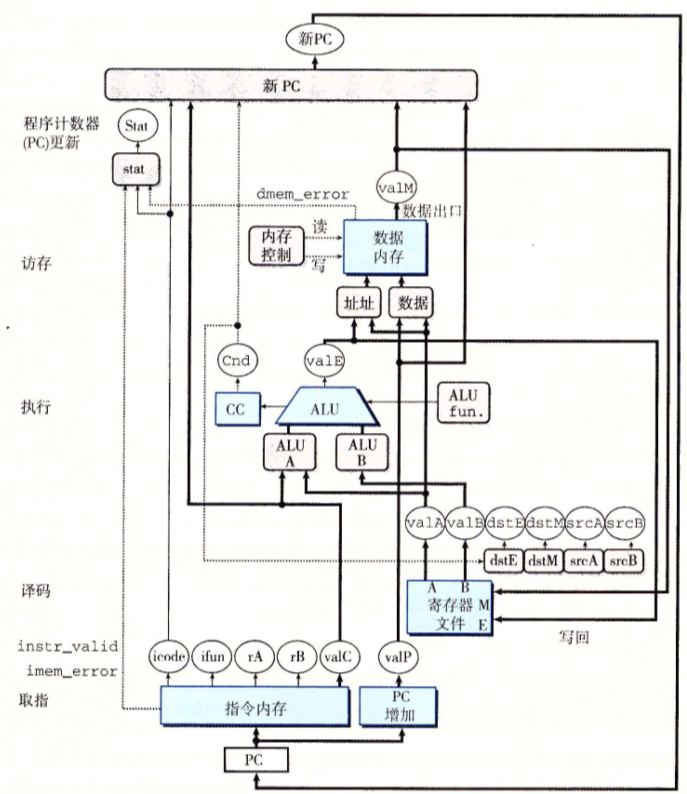 新PC
新 PC
程序计数器
(PC)更新
Stat
stat
dmem_error
valM
数据出口
内存
控制
读
写
数据
内存
访存
址址
数据
Cnd
valE
执行
CC
ALU
ALU
fun.
ALU
A
ALU
B
valA
valB
dstE
dstM
srcA
srcB
dstE
dstM
srcA
srcB
译码
A
B
寄存器
文件
M
E
写回
instr_valid
imem_error
icode
ifun
rA
rB
valC
valP
取指
指令内存
PC
增加
PC